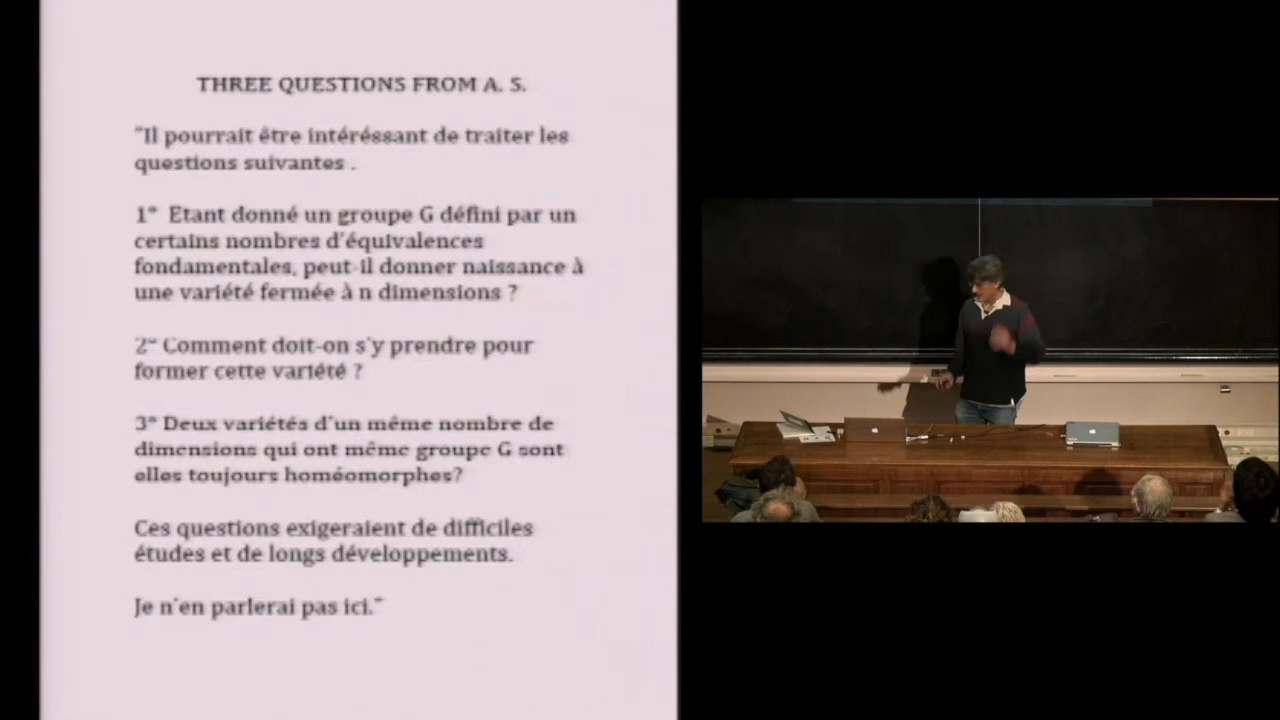 THREE QUESTIONS FROM A. S.
"Il pourrait être intéréssant de traiter les
questions suivantes .
1° Etant donné un groupe G défini par un
certains nombres d'équivalences
fondamentales, peut-il donner naissance à
une variété fermée à n dimensions ?
2° Comment doit-on s'y prendre pour
former cette variété ?
3° Deux variétés d'un même nombre de
dimensions qui ont même groupe G sont
elles toujours homéomorphes?
Ces questions exigeraient de difficiles
études et de longs développements.
Je n'en parlerai pas ici."